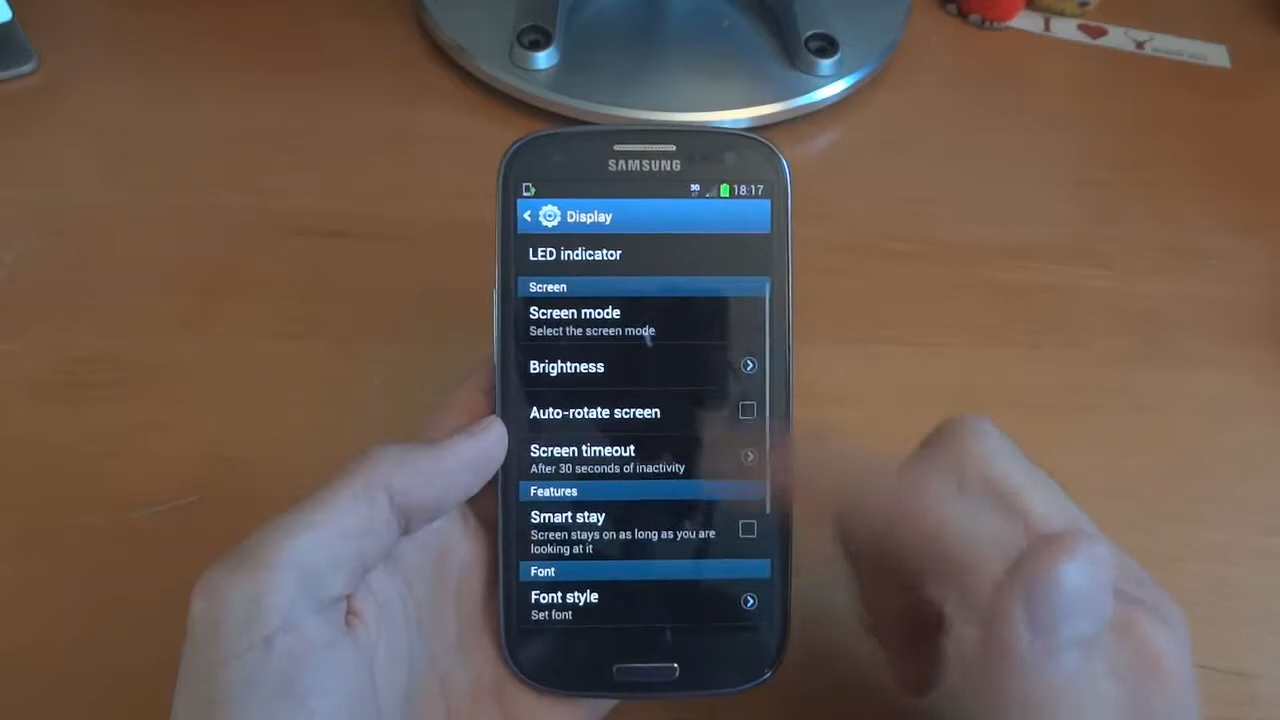 I
SAMSUNG
3G 18:17
Display
LED indicator
Screen
Screen mode
Select the screen mode
Brightness
Auto-rotate screen
Screen timeout
After 30 seconds of inactivity
Features
Smart stay
Screen stays on as long as you are
looking at it
Font
Font style
Set font